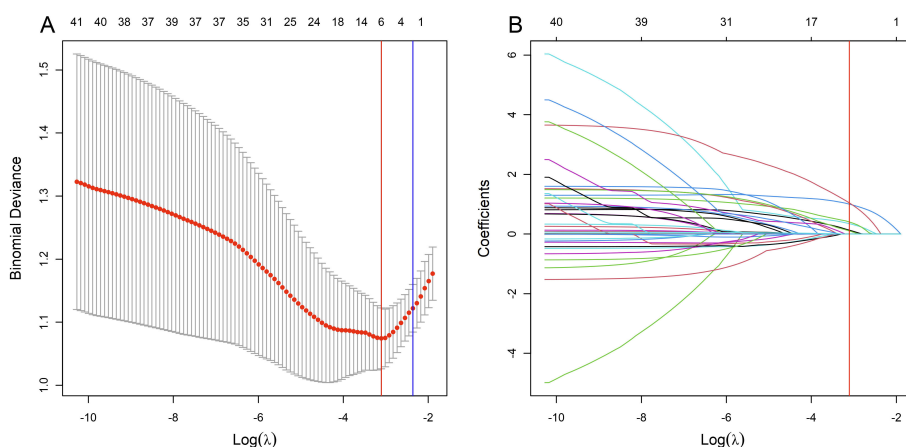 A
41 40 38 37 39 37 37 35 31 25 24 18 14 6 4 1
Binomial Deviance
1.5
1.4
1.3
1.2
1.1
1.0
-10 -8 -6 -4 -2
Log(λ)
B
40 39 31 17 1
Coefficients
6
4
2
0
-2
-4
-10 -8 -6 -4 -2
Log(λ)